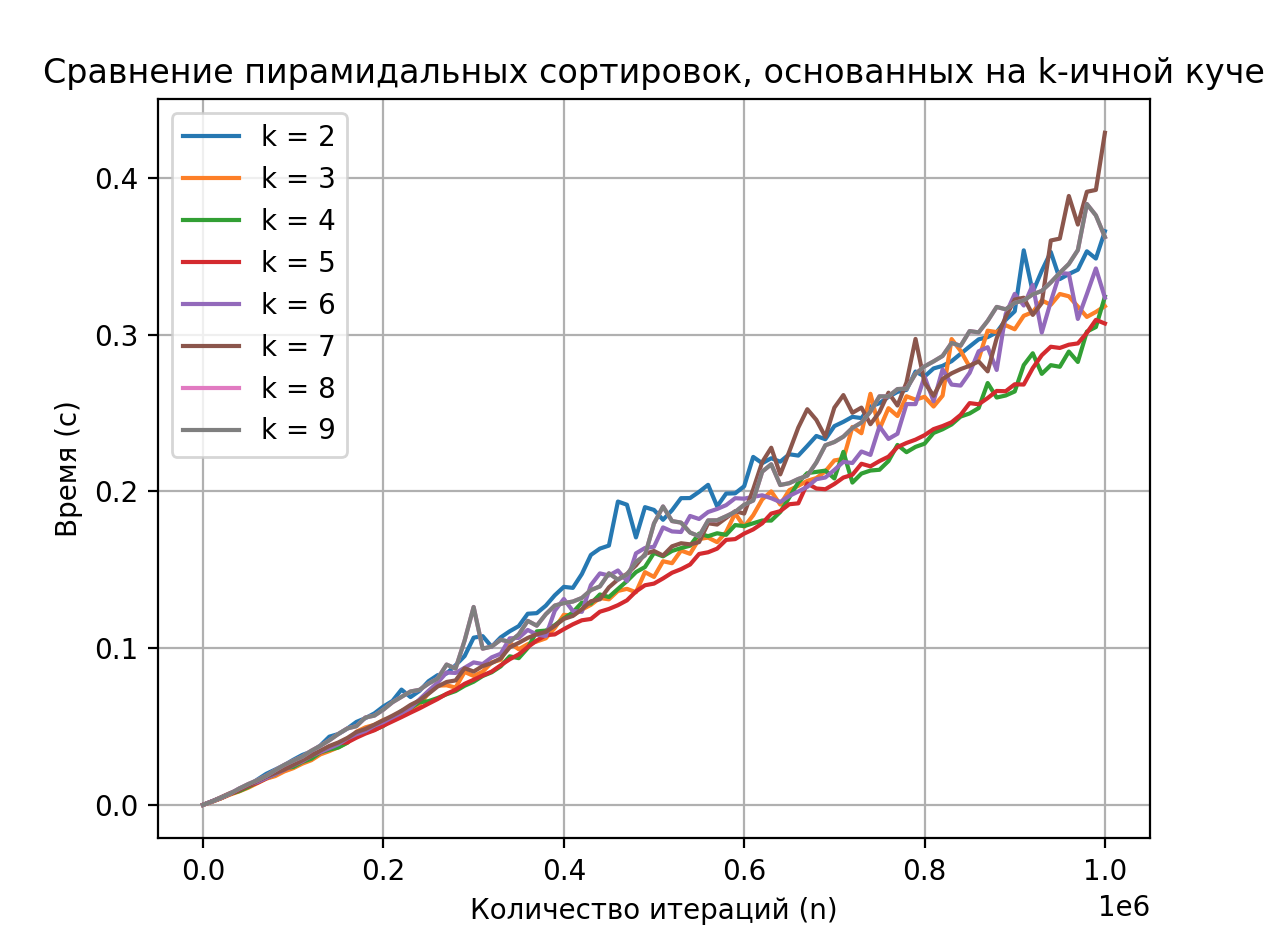 Сравнение пирамидальных сортировок, основанных на k-ичной куче
k = 2
k = 3
k = 4
k = 5
k = 6
k = 7
k = 8
k = 9
Время (с)
0.4
0.3
0.2
0.1
0.0
0.0
0.2
0.4
0.6
0.8
1.0
1e6
Количество итераций (n)